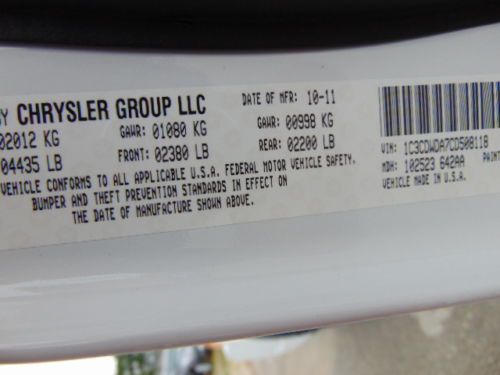 BY CHRYSLER GROUP LLC DATE OF MFR: 10-11
02012 KG GAWR: 01080 KG GAWR: 00998 KG
04435 LB FRONT: 02380 LB REAR: 02200 LB
VEHICLE CONFORMS TO ALL APPLICABLE U.S.A. FEDERAL MOTOR VEHICLE SAFETY,
BUMPER AND THEFT PREVENTION STANDARDS IN EFFECT ON
THE DATE OF MANUFACTURE SHOWN ABOVE.
VIN: 1C3CDWDA7CD508118
MDH: 102523 642AA
VEHICLE MADE IN U.S.A.